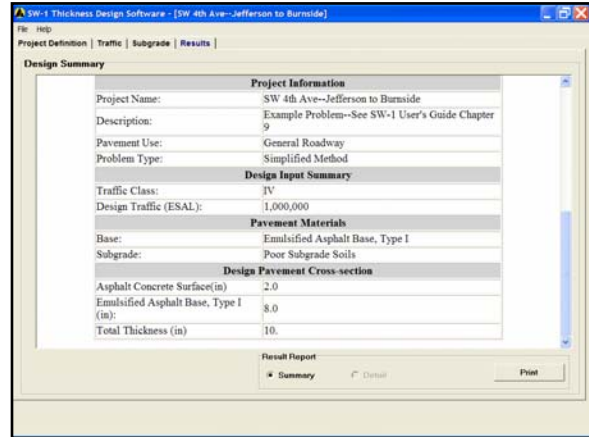 SW-1 Thickness Design Software - [SW 4th Ave--Jefferson to Burnside]
File Help
Project Definition | Traffic | Subgrade | Results |
Design Summary
Project Information
Project Name: SW 4th Ave--Jefferson to Burnside
Description: Example Problem--See SW-1 User's Guide Chapter
9
Pavement Use: General Roadway
Problem Type: Simplified Method
Design Input Summary
Traffic Class: IV
Design Traffic (ESAL): 1,000,000
Pavement Materials
Base: Emulsified Asphalt Base, Type I
Subgrade: Poor Subgrade Soils
Design Pavement Cross-section
Asphalt Concrete Surface(in) 2.0
Emulsified Asphalt Base, Type I
(in): 8.0
Total Thickness (in) 10.
Result Report
Summary Detail Print